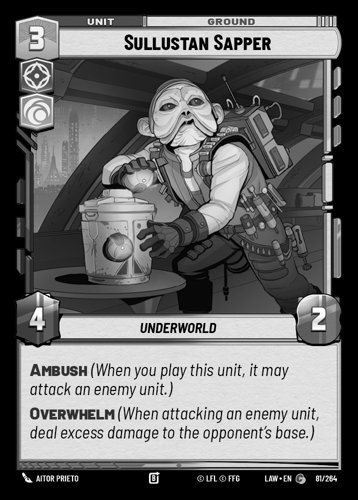 UNIT
GROUND
3
SULLUSTAN SAPPER
4
2
UNDERWORLD
AMBUSH (When you play this unit, it may
attack an enemy unit.)
OVERWHELM (When attacking an enemy unit,
deal excess damage to the opponent's base.)
AITOR PRIETO
© LFL © FFG
LAW • EN
81/264